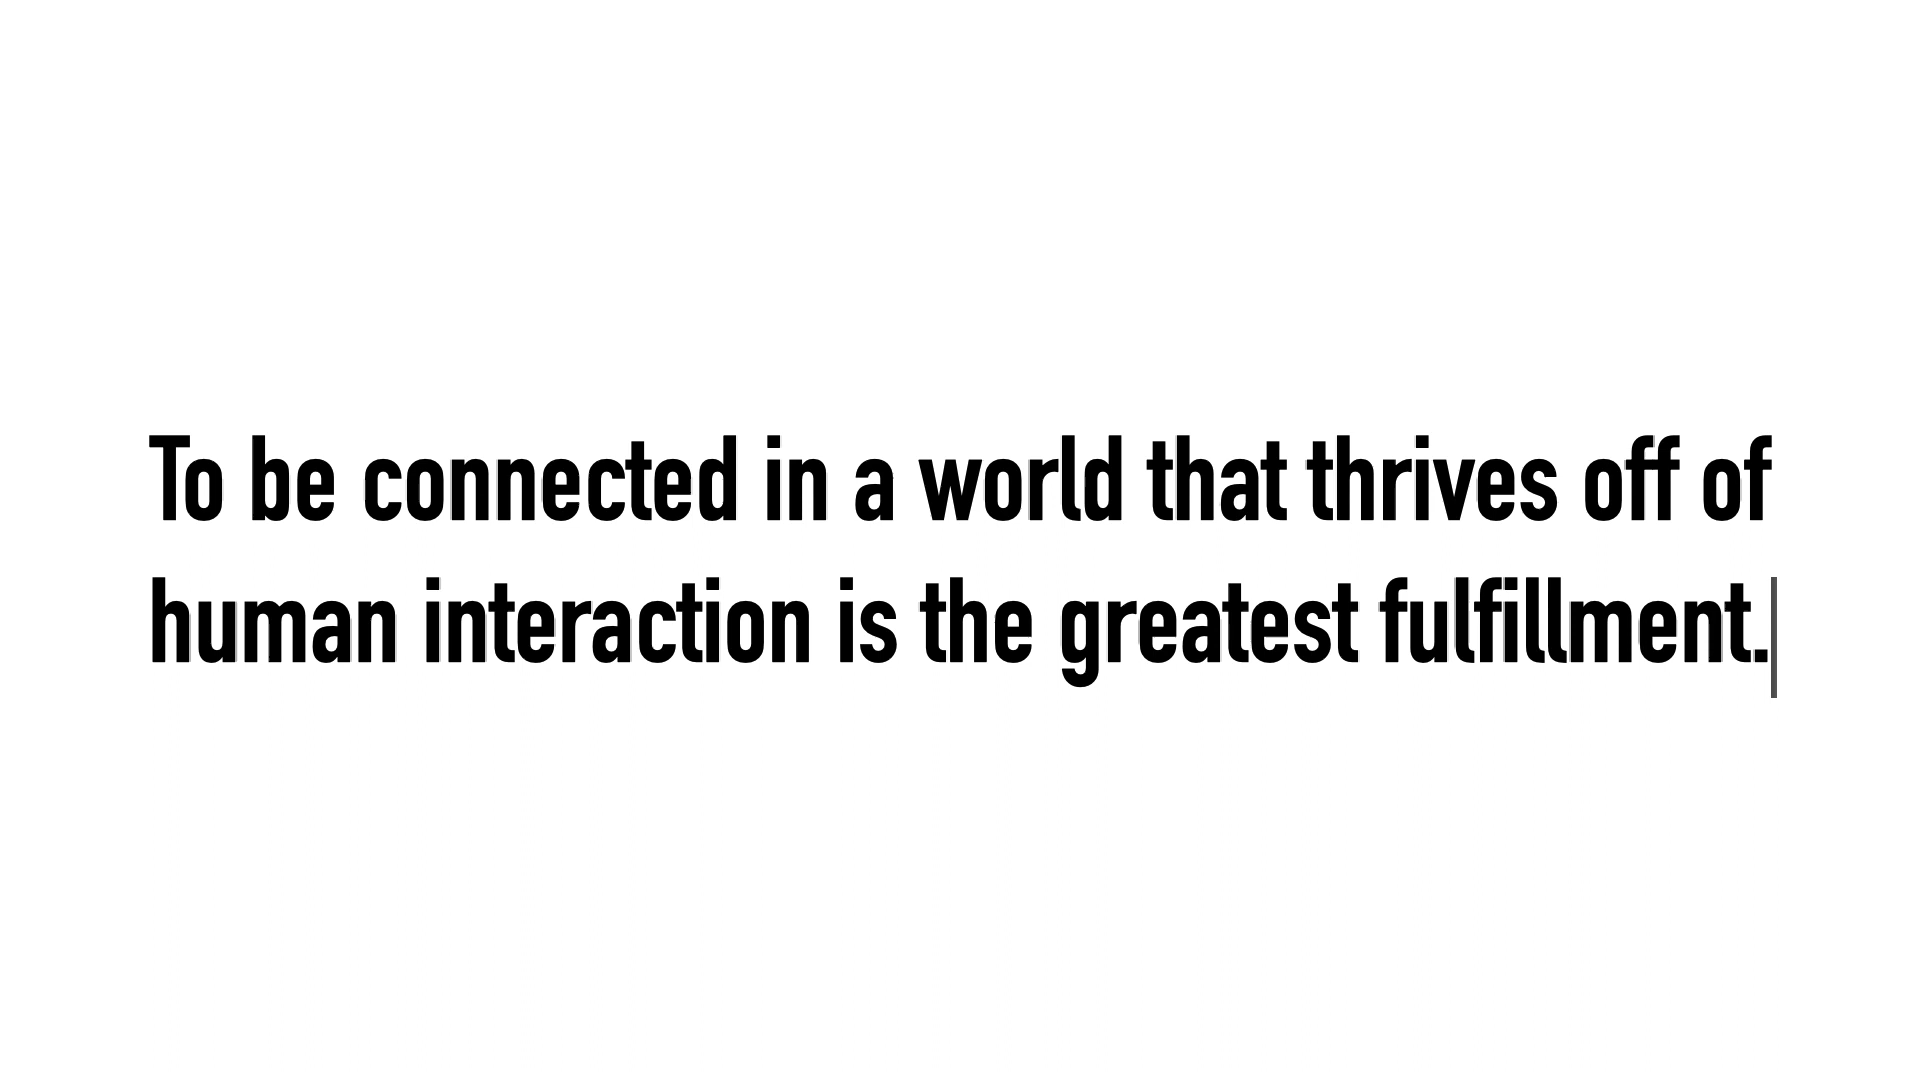 To be connected in a world that thrives off of
human interaction is the greatest fulfillment.